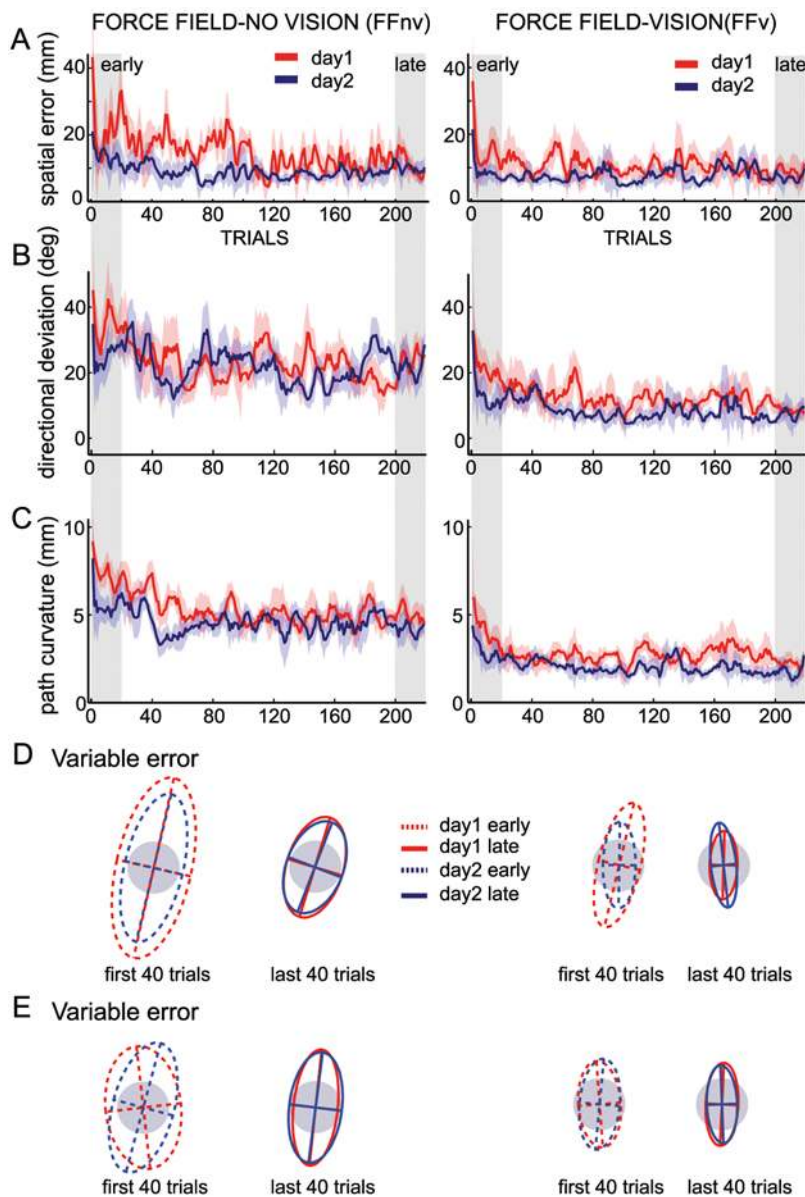 FORCE FIELD-NO VISION (FFnv)
FORCE FIELD-VISION(FFv)
A
spatial error (mm)
40
20
0
early
day1
day2
late
early
day1
day2
late
0 40 80 120 160 200
TRIALS
0 40 80 120 160 200
TRIALS
B
directional deviation (deg)
40
20
0
0 40 80 120 160 200
40
20
0
0 40 80 120 160 200
C
path curvature (mm)
10
5
0
0 40 80 120 160 200
10
5
0
0 40 80 120 160 200
D Variable error
day1 early
day1 late
day2 early
day2 late
first 40 trials
last 40 trials
first 40 trials
last 40 trials
E Variable error
first 40 trials
last 40 trials
first 40 trials
last 40 trials